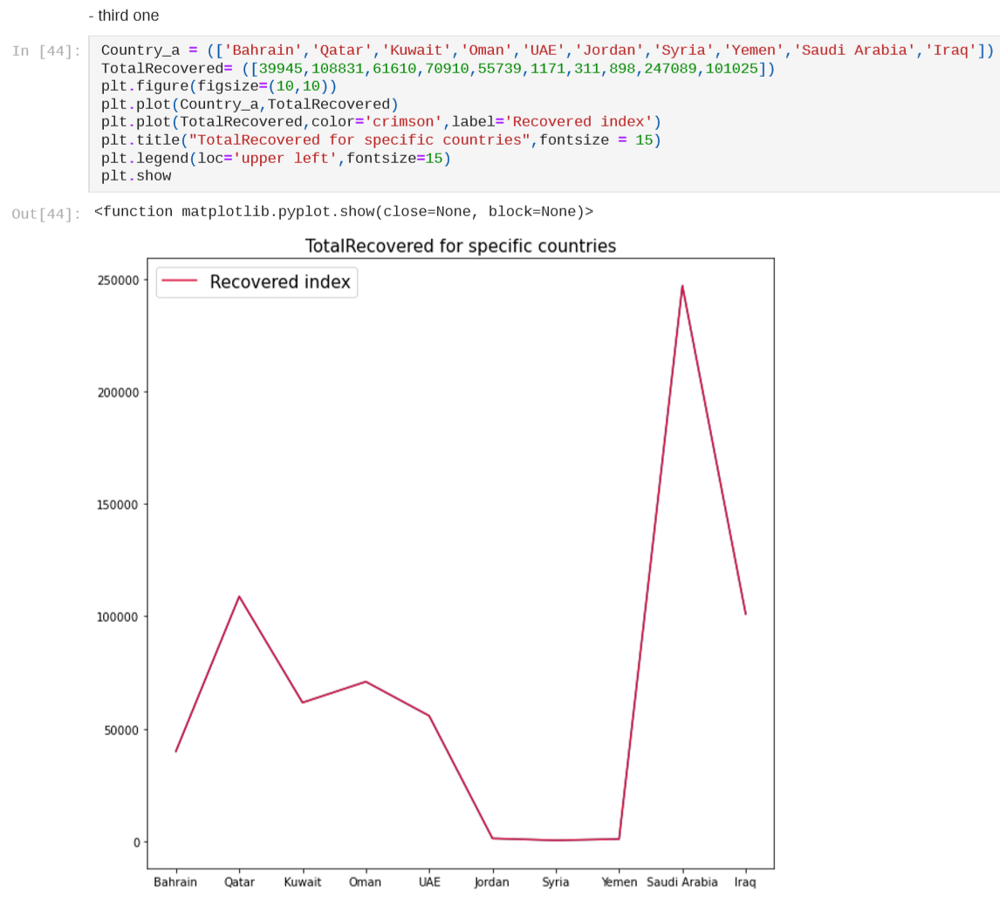 - third one
In [44]: Country_a = (['Bahrain','Qatar','Kuwait','Oman','UAE','Jordan','Syria','Yemen','Saudi Arabia','Iraq'])
TotalRecovered= ([39945,108831,61610,70910,55739,1171,311,898,247089,101025])
plt.figure(figsize=(10,10))
plt.plot(Country_a,TotalRecovered)
plt.plot(TotalRecovered,color='crimson',label='Recovered index')
plt.title("TotalRecovered for specific countries",fontsize = 15)
plt.legend(loc='upper left',fontsize=15)
plt.show
Out[44]: <function matplotlib.pyplot.show(close=None, block=None)>
TotalRecovered for specific countries
Recovered index
250000
200000
150000
100000
50000
0
Bahrain Qatar Kuwait Oman UAE Jordan Syria Yemen Saudi Arabia Iraq